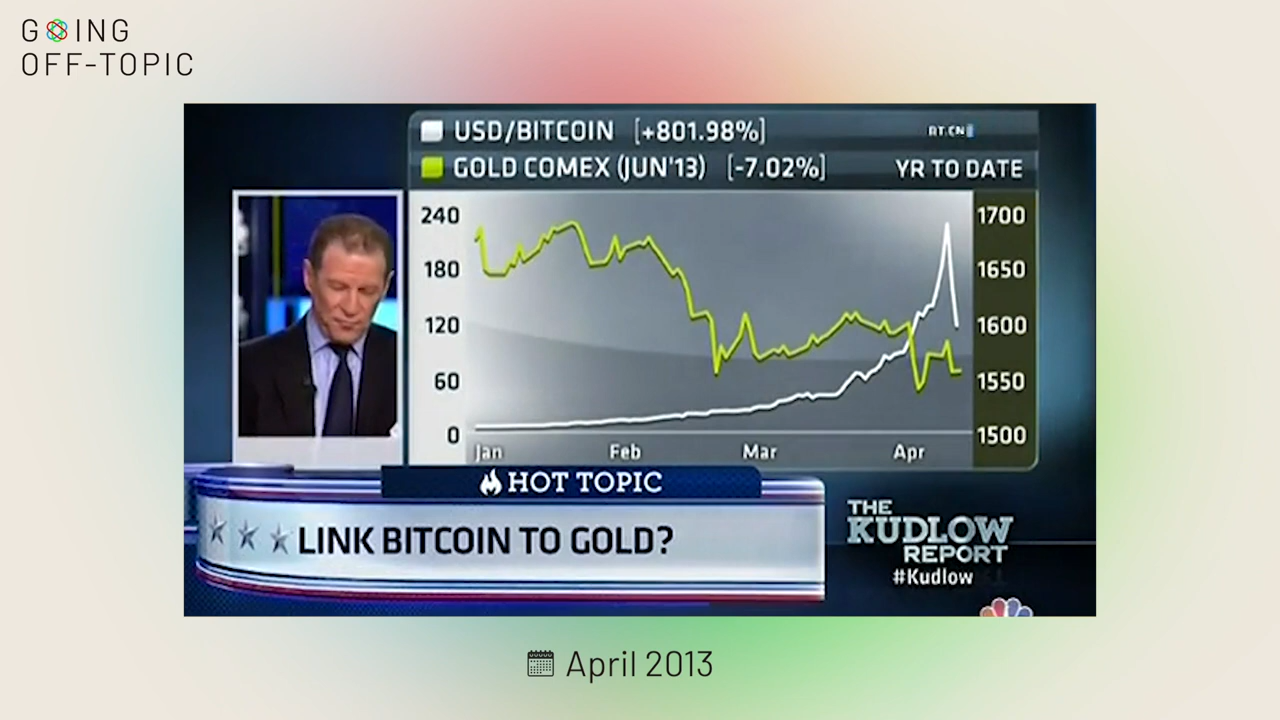 GOING
OFF-TOPIC
USD/BITCOIN [+801.98%]
GOLD COMEX (JUN'13) [-7.02%] YR TO DATE
240 1700
180 1650
120 1600
60 1550
0 1500
Jan Feb Mar Apr
HOT TOPIC
LINK BITCOIN TO GOLD?
THE
KUDLOW
REPORT
#Kudlow
April 2013